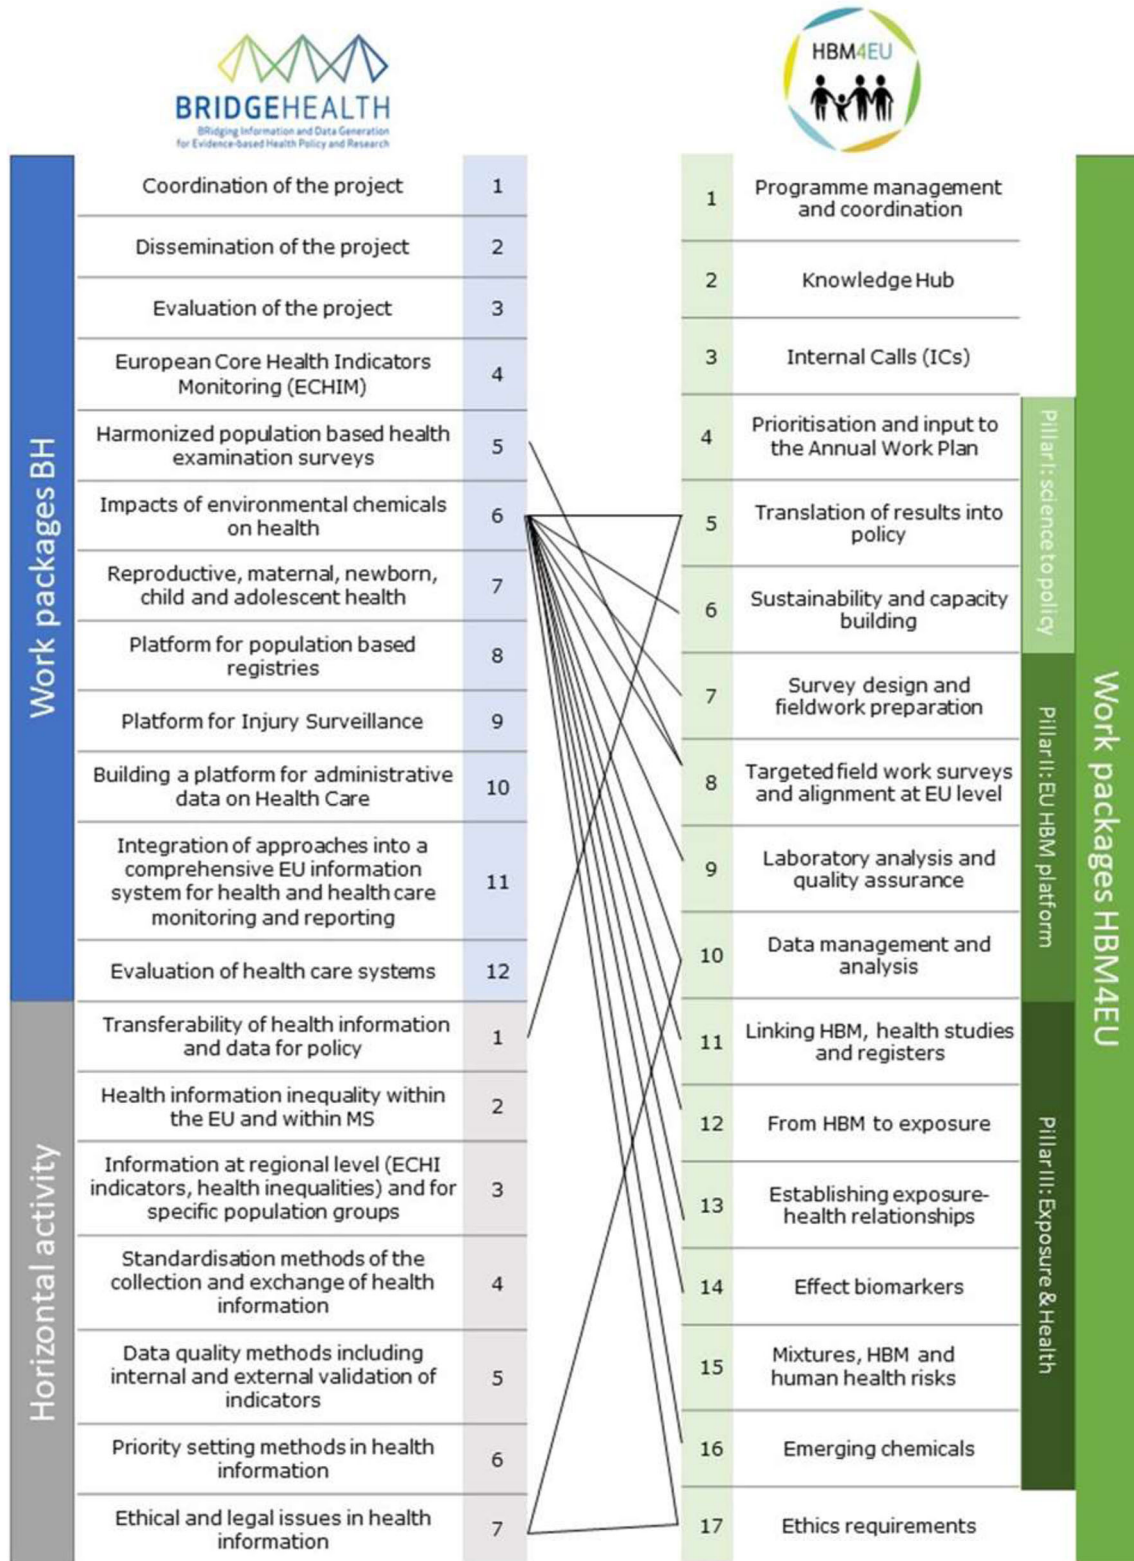 BRIDGEHEALTH
BRidging Information and Data Generation
for Evidence-based Health Policy and Research
HBM4EU
Work packages BH
Coordination of the project 1
Dissemination of the project 2
Evaluation of the project 3
European Core Health Indicators
Monitoring (ECHIM) 4
Harmonized population based health
examination surveys 5
Impacts of environmental chemicals
on health 6
Reproductive, maternal, newborn,
child and adolescent health 7
Platform for population based
registries 8
Platform for Injury Surveillance 9
Building a platform for administrative
data on Health Care 10
Integration of approaches into a
comprehensive EU information
system for health and health care
monitoring and reporting 11
Evaluation of health care systems 12
Horizontal activity
Transferability of health information
and data for policy 1
Health information inequality within
the EU and within MS 2
Information at regional level (ECHI
indicators, health inequalities) and for
specific population groups 3
Standardisation methods of the
collection and exchange of health
information 4
Data quality methods including
internal and external validation of
indicators 5
Priority setting methods in health
information 6
Ethical and legal issues in health
information 7
1 Programme management
and coordination
2 Knowledge Hub
3 Internal Calls (ICs)
4 Prioritisation and input to
the Annual Work Plan
5 Translation of results into
policy
6 Sustainability and capacity
building
7 Survey design and
fieldwork preparation
8 Targeted field work surveys
and alignment at EU level
9 Laboratory analysis and
quality assurance
10 Data management and
analysis
11 Linking HBM, health studies
and registers
12 From HBM to exposure
13 Establishing exposure-
health relationships
14 Effect biomarkers
15 Mixtures, HBM and
human health risks
16 Emerging chemicals
17 Ethics requirements
Pillar I: science to policy
Pillar II: EU HBM platform
Pillar III: Exposure & Health
Work packages HBM4EU